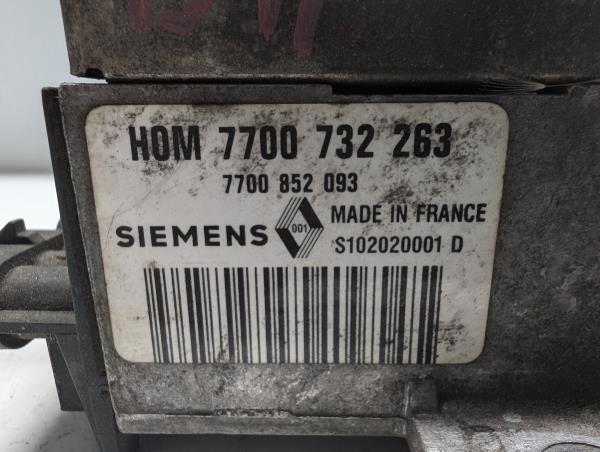 HOM 7700 732 263
7700 852 093
SIEMENS 001 MADE IN FRANCE
S102020001 D